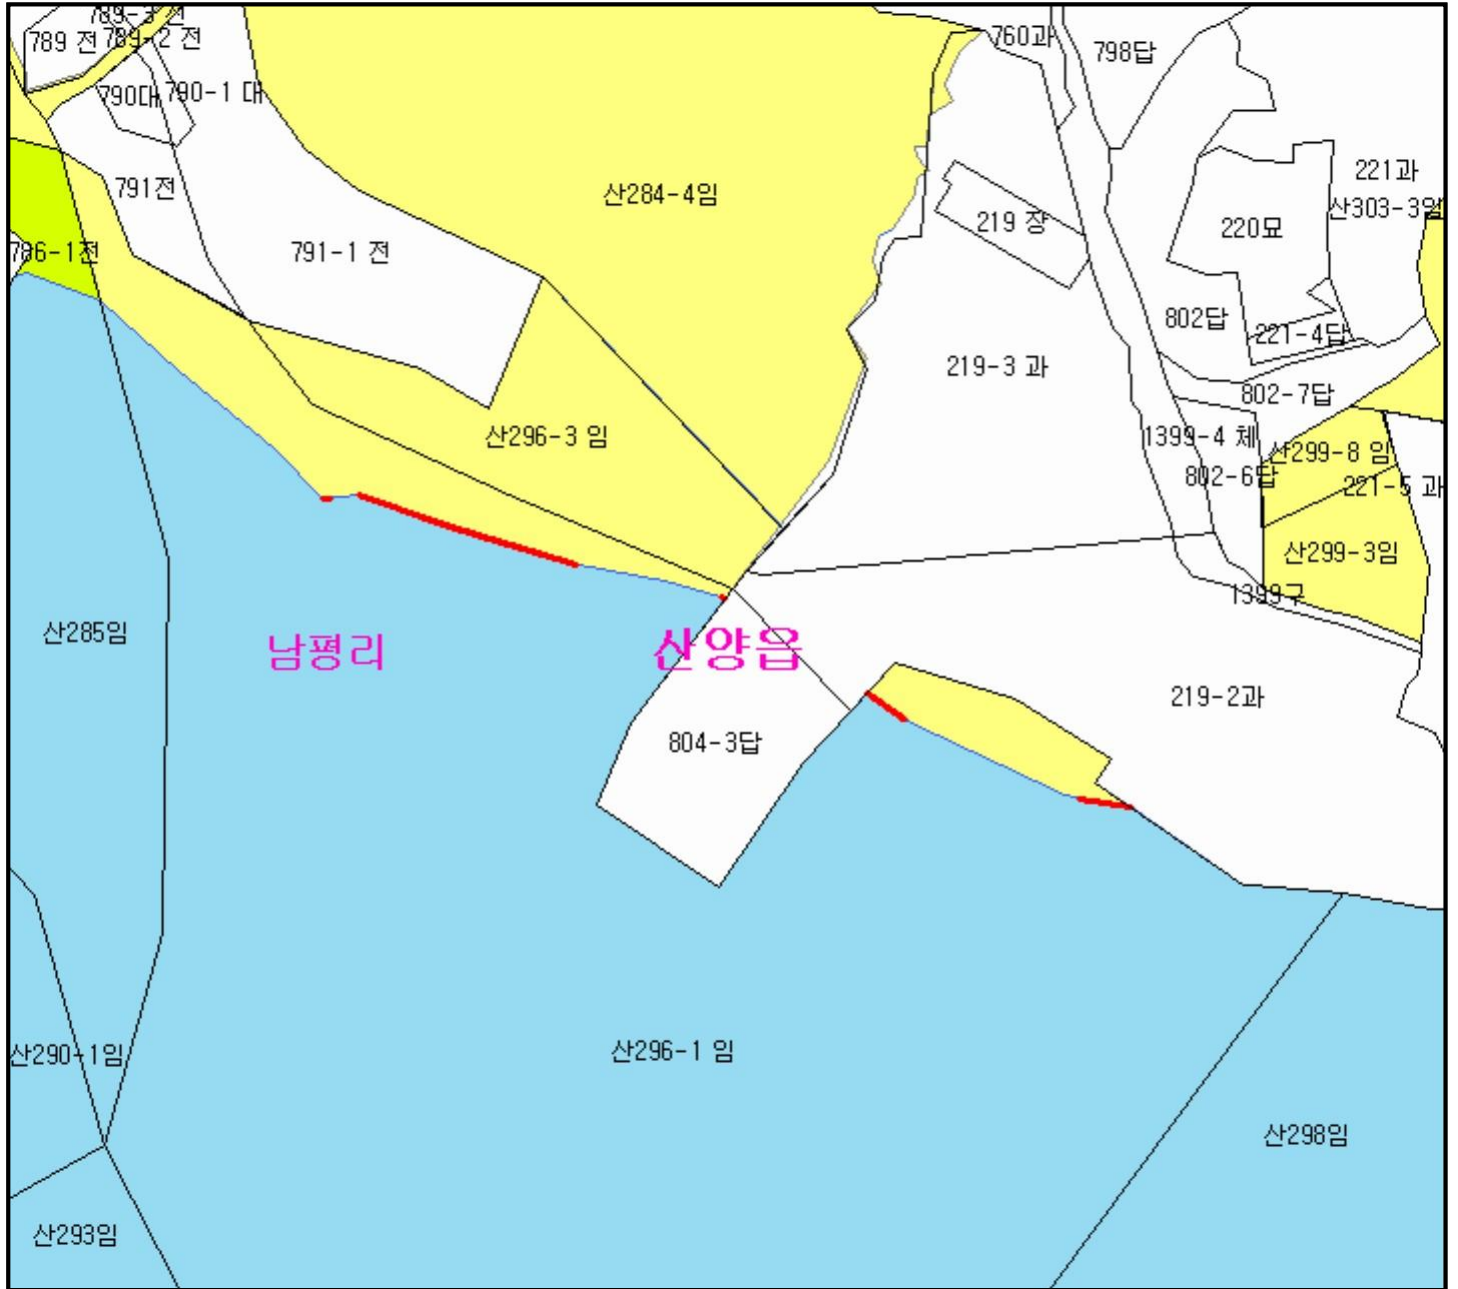 789-3 전
789 전
789-2 전
760과
798답
790대
790-1 대
221과
791전
산284-4임
산303-3임
219 장
220묘
786-1전
791-1 전
802답
221-4답
219-3 과
802-7답
산296-3 임
1399-4 체
산299-8 임
802-6답
221-5 과
산299-3임
1399구
산285임
남평리
산양읍
219-2과
804-3답
산290-1임
산296-1 임
산298임
산293임